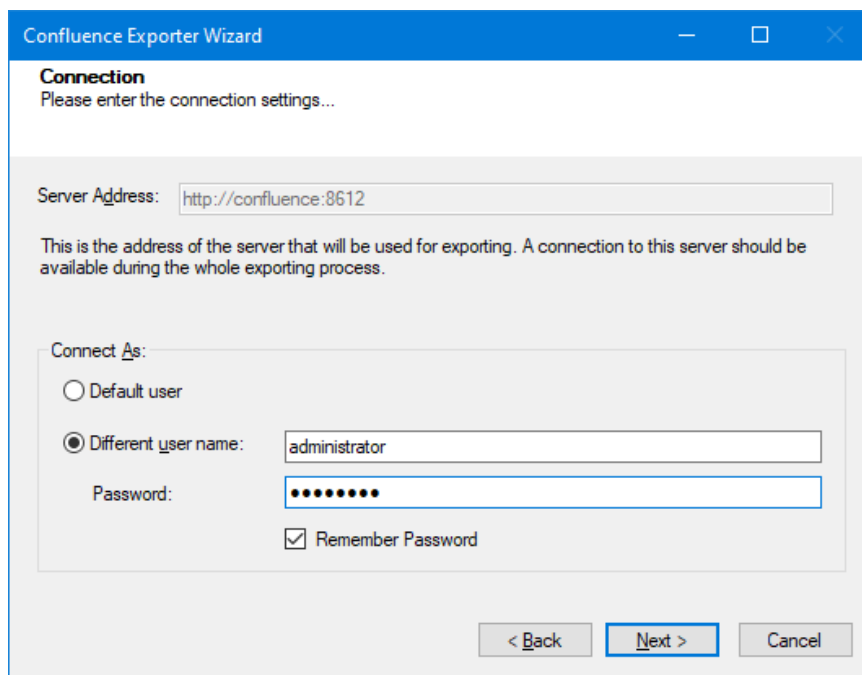 Confluence Exporter Wizard
Connection
Please enter the connection settings...
Server Address: http://confluence:8612
This is the address of the server that will be used for exporting. A connection to this server should be
available during the whole exporting process.
Connect As:
Default user
Different user name: administrator
Password: ●●●●●●●●
Remember Password
< Back Next > Cancel